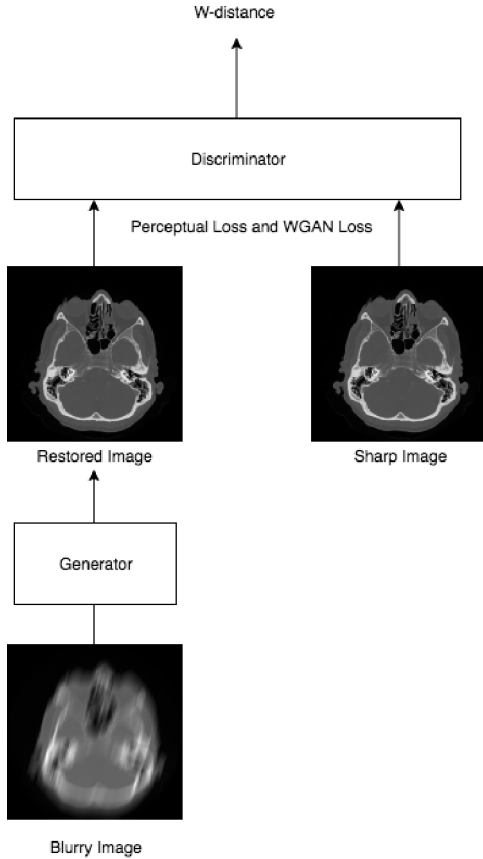 W-distance
Discriminator
Perceptual Loss and WGAN Loss
Restored Image
Sharp Image
Generator
Blurry Image